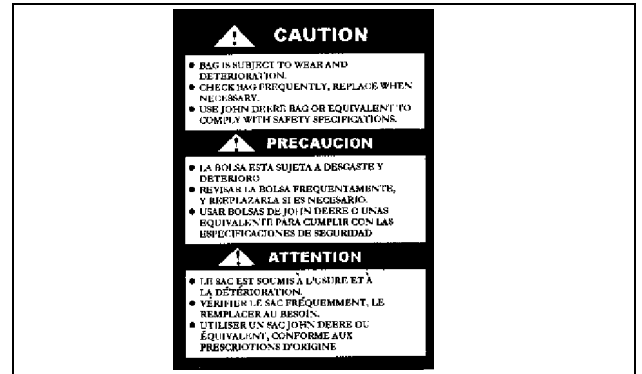 CAUTION
● BAG IS SUBJECT TO WEAR AND
DETERIORATION.
● CHECK BAG FREQUENTLY, REPLACE WHEN
NECESSARY.
● USE JOHN DEERE BAG OR EQUIVALENT TO
COMPLY WITH SAFETY SPECIFICATIONS.
PRECAUCION
● LA BOLSA ESTA SUJETA A DESGASTE Y
DETERIORO
● REVISAR LA BOLSA FREQUENTAMENTE,
Y REEPLAZARLA SI ES NECESARIO.
● USAR BOLSAS DE JOHN DEERE O UNAS
EQUIVALENTE PARA CUMPLIR CON LAS
ESPECIFICACIONES DE SEGURIDAD
ATTENTION
● LE SAC EST SOUMIS À L'USURE ET À
LA DÉTÉRIORATION.
● VÉRIFIER LE SAC FRÉQUEMMENT, LE
REMPLACER AU BESOIN.
● UTILISER UN SAC JOHN DEERE OU
ÉQUIVALENT, CONFORME AUX
PRESCRIOTIONS D'ORIGINE